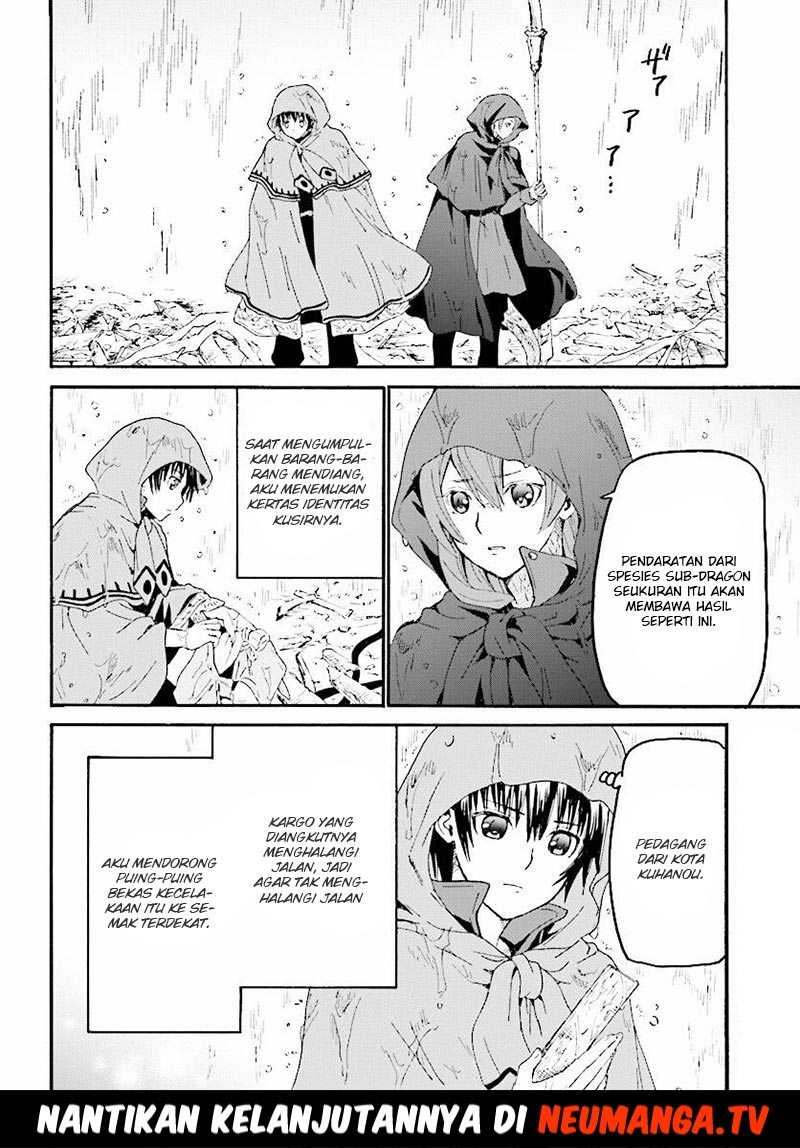 ザアアア…
PENDARATAN DARI
SPESIES SUB-DRAGON
SEUKURAN ITU AKAN
MEMBAWA HASIL
SEPERTI INI.
SAAT MENGUMPUL-
KAN BARANG-BA-
RANG MENDIANG,
AKU MENEMUKAN
KERTAS IDENTITAS
KUSIRNYA.
PEDAGANG
DARI KOTA
KUHANOU.
KARGO YANG
DIANGKUTNYA
MENGHALANGI
JALAN, JADI
AGAR TAK MENG-
HALANGI JALAN
AKU MENDORONG
PUING-PUING
BEKAS KECELA-
KAAN ITU KE SE-
MAK TERDEKAT.
NANTIKAN KELANJUTANNYA DI NEUMANGA.TV